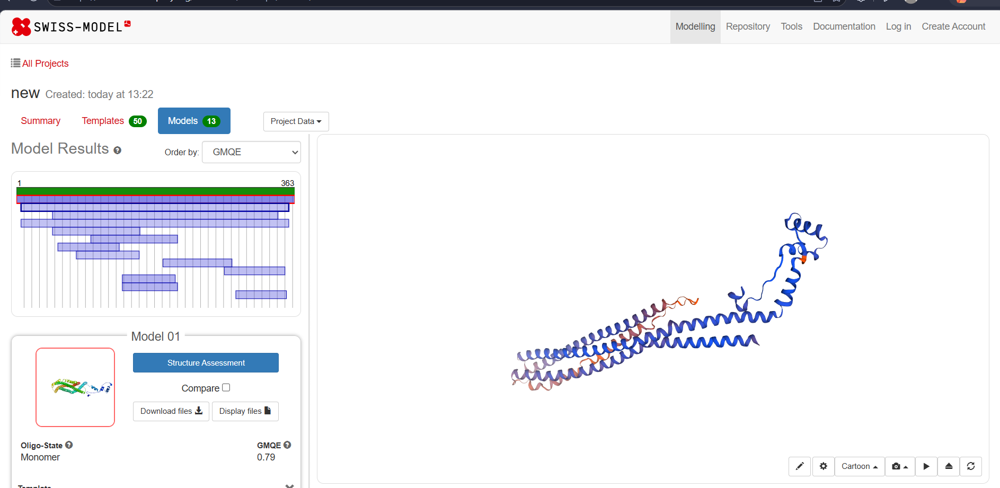 SWISS-MODEL
Modelling Repository Tools Documentation Log in Create Account
All Projects
new Created: today at 13:22
Summary Templates 50 Models 13 Project Data
Model Results Order by: GMQE
1 363
Model 01
Structure Assessment
Compare
Download files Display files
Oligo-State GMQE
Monomer 0.79
Template
Cartoon